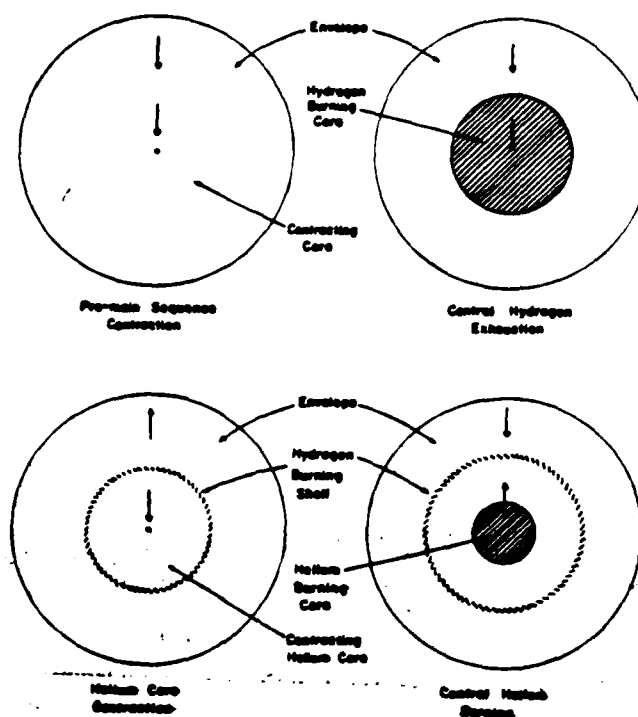 Envelope
Hydrogen
Burning
Core
Contracting
Core
Pre-main Sequence
Contraction
Central Hydrogen
Exhaustion
Envelope
Hydrogen
Burning
Shell
Helium
Burning
Core
Contracting
Helium Core
Helium Core
Contraction
Central Helium
Burning